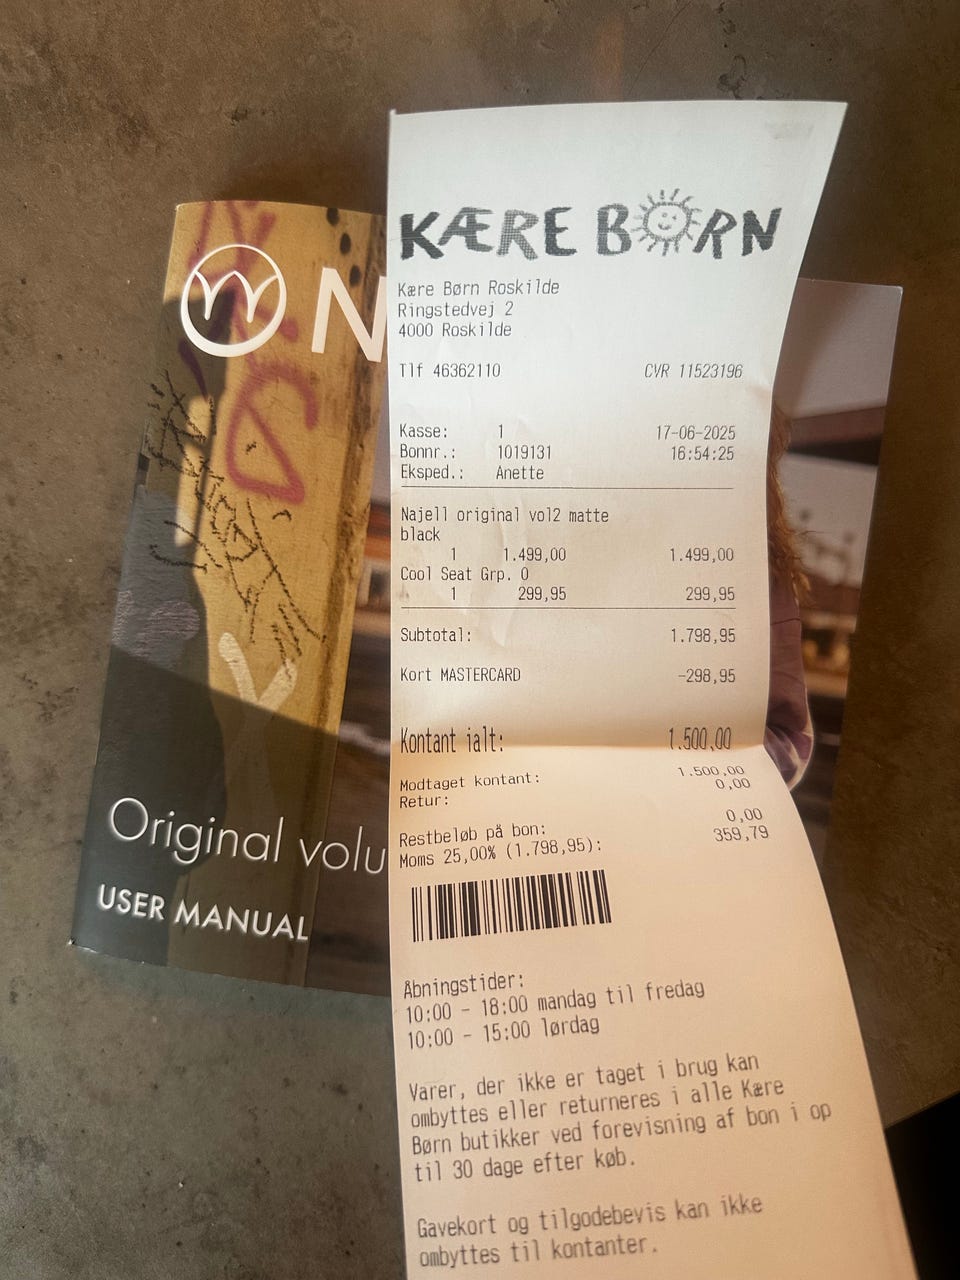 KÆRE BØRN
Kære Børn Roskilde
Ringstedvej 2
4000 Roskilde
Tlf 46362110 CVR 11523196
Kasse: 1 17-06-2025
Bonnr.: 1019131 16:54:25
Eksped.: Anette
Najell original vol2 matte
black
1 1.499,00 1.499,00
Cool Seat Grp. 0
1 299,95 299,95
Subtotal: 1.798,95
Kort MASTERCARD -298,95
Kontant ialt: 1.500,00
Modtaget kontant: 1.500,00
Retur: 0,00
Restbeløb på bon: 0,00
Moms 25,00% (1.798,95): 359,79
Åbningstider:
10:00 - 18:00 mandag til fredag
10:00 - 15:00 lørdag
Varer, der ikke er taget i brug kan
ombyttes eller returneres i alle Kære
Børn butikker ved forevisning af bon i op
til 30 dage efter køb.
Gavekort og tilgodebevis kan ikke
ombyttes til kontanter.
N
Original volu
USER MANUAL